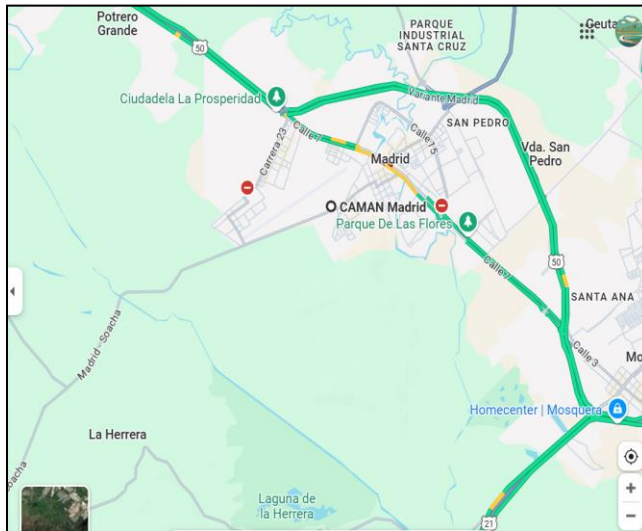 Potrero
Grande
50
PARQUE
INDUSTRIAL
SANTA CRUZ
Ciudadela La Prosperidad
Variante Madrid
Calle 7
Carrera 23
Calle 15
SAN PEDRO
Madrid
Vda. San
Pedro
CAMAN Madrid
Parque De Las Flores
Calle 7
50
SANTA ANA
Calle 3
Madrid-Soacha
Homecenter | Mosquera
La Herrera
Laguna de
la Herrera
21